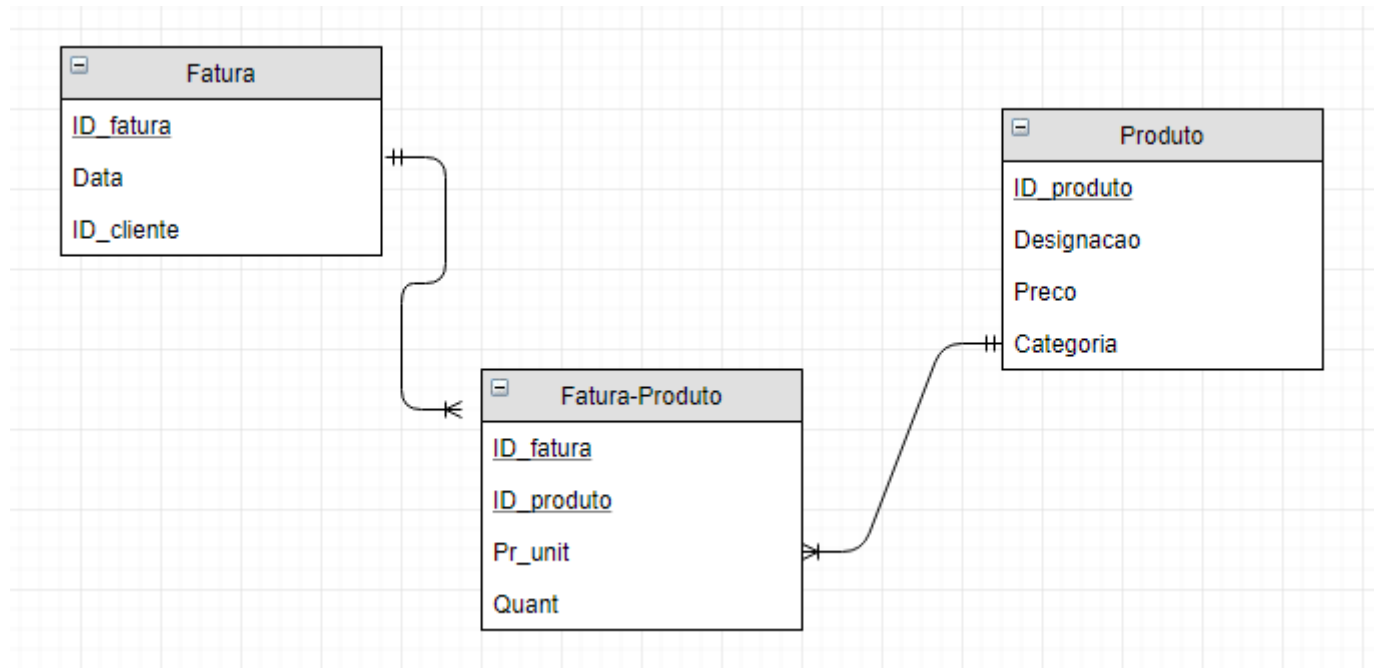 Fatura
ID_fatura
Data
ID_cliente
Produto
ID_produto
Designacao
Preco
Categoria
Fatura-Produto
ID_fatura
ID_produto
Pr_unit
Quant